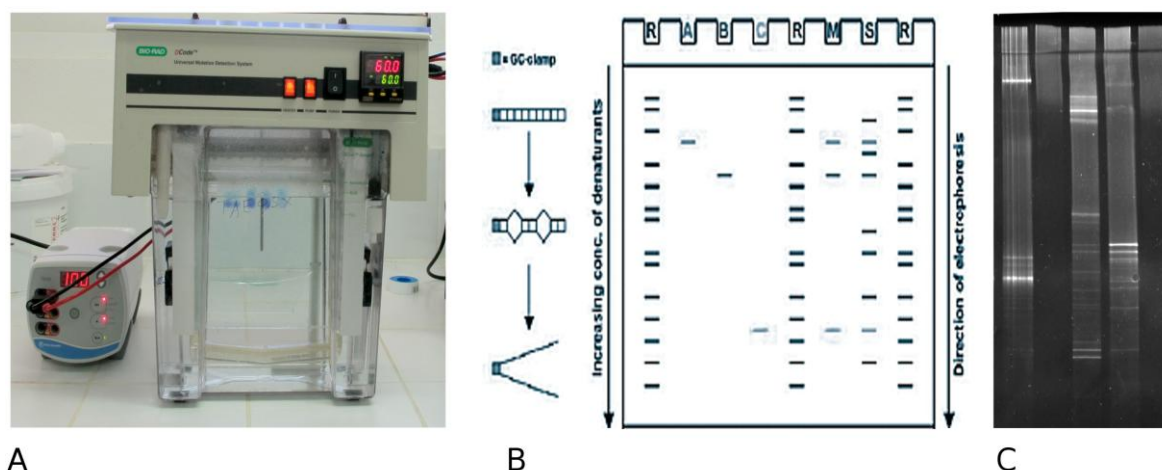 BIO-RAD DCode™
Universal Mutation Detection System
60.0
60.0
100
= GC-clamp
R A B C R M S R
Increasing conc. of denaturants
Direction of electrophoresis
A B C